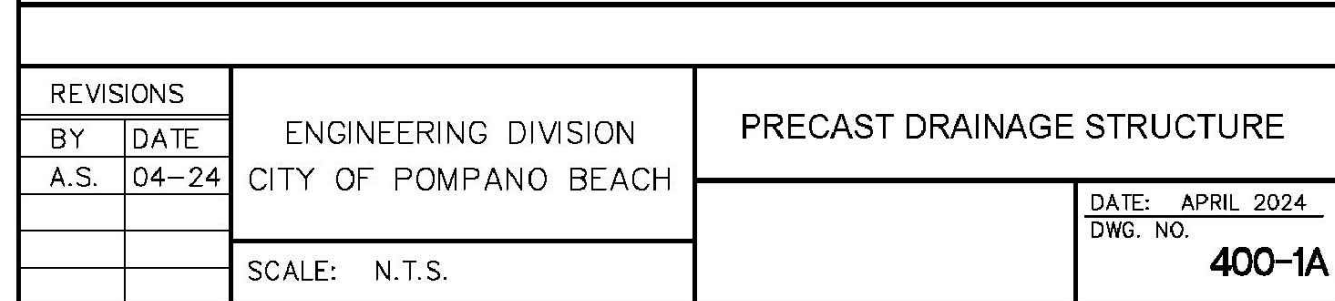 REVISIONS
BY DATE
A.S. 04-24
ENGINEERING DIVISION
CITY OF POMPANO BEACH
SCALE: N.T.S.
PRECAST DRAINAGE STRUCTURE
DATE: APRIL 2024
DWG. NO.
400-1A